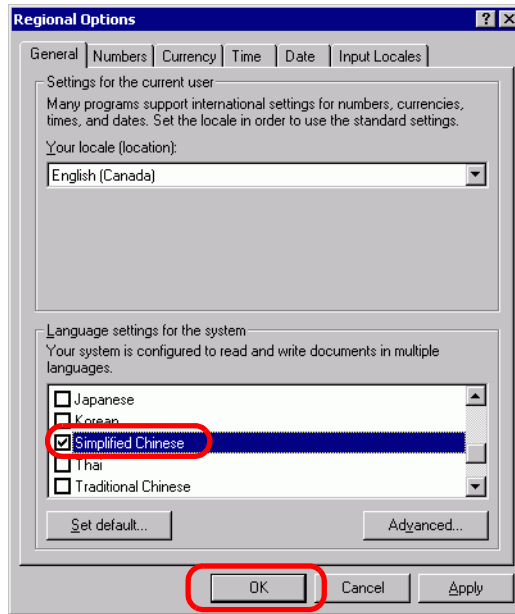 Regional Options
General Numbers Currency Time Date Input Locales
Settings for the current user
Many programs support international settings for numbers, currencies,
times, and dates. Set the locale in order to use the standard settings.
Your locale (location):
English (Canada)
Language settings for the system
Your system is configured to read and write documents in multiple
languages.
Japanese
Korean
Simplified Chinese
Thai
Traditional Chinese
Set default... Advanced...
OK Cancel Apply